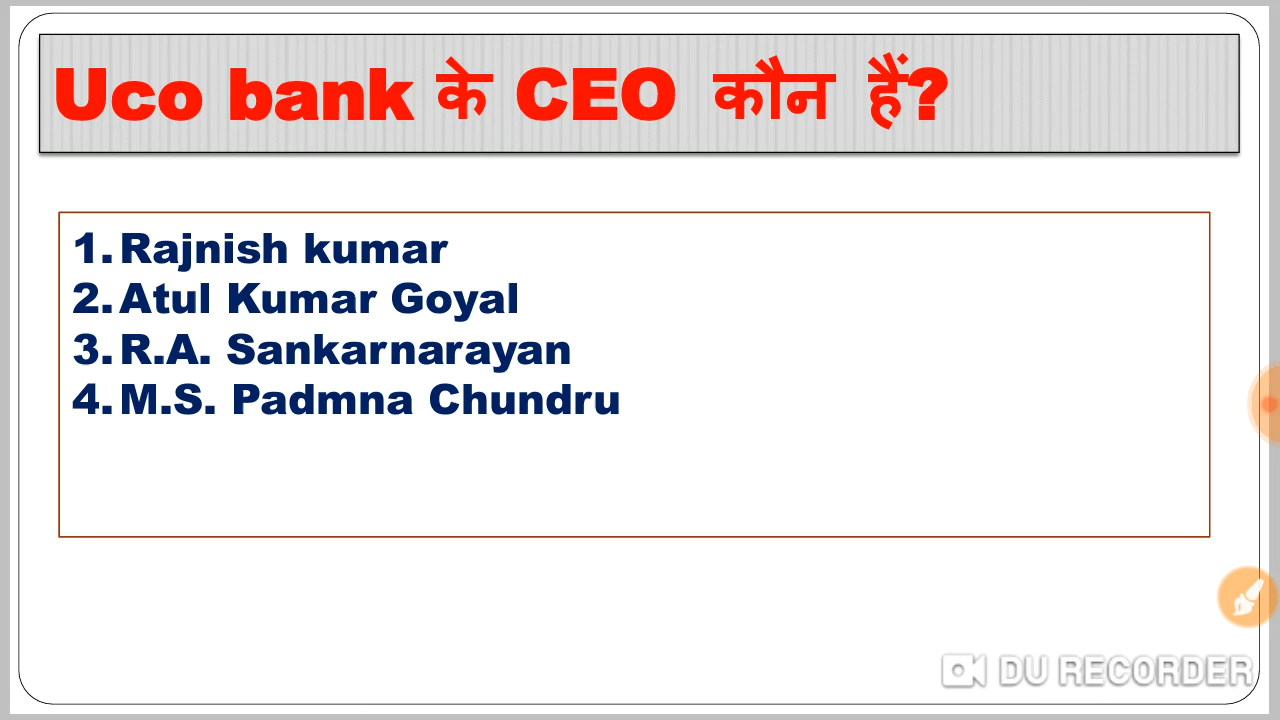 Uco bank के CEO कौन हैं?
1. Rajnish kumar
2. Atul Kumar Goyal
3. R.A. Sankarnarayan
4. M.S. Padmna Chundru
DU RECORDER